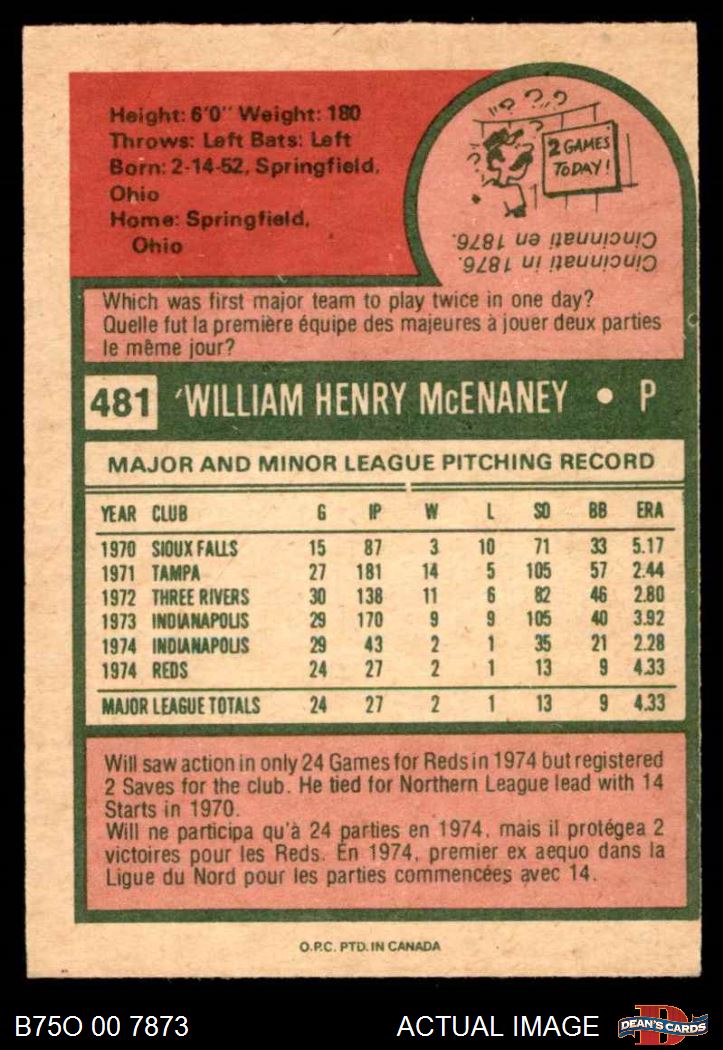 Height: 6'0" Weight: 180
Throws: Left Bats: Left
Born: 2-14-52, Springfield,
Ohio
Home: Springfield,
Ohio
? ? ?
2 GAMES
TODAY!
Cincinnati in 1876.
Cincinnati en 1876.
Which was first major team to play twice in one day?
Quelle fut la première équipe des majeures à jouer deux parties
le même jour?
481 'WILLIAM HENRY McENANEY • P
MAJOR AND MINOR LEAGUE PITCHING RECORD
YEAR CLUB G IP W L SO BB ERA
1970 SIOUX FALLS 15 87 3 10 71 33 5.17
1971 TAMPA 27 181 14 5 105 57 2.44
1972 THREE RIVERS 30 138 11 6 82 46 2.80
1973 INDIANAPOLIS 29 170 9 9 105 40 3.92
1974 INDIANAPOLIS 29 43 2 1 35 21 2.28
1974 REDS 24 27 2 1 13 9 4.33
MAJOR LEAGUE TOTALS 24 27 2 1 13 9 4.33
Will saw action in only 24 Games for Reds in 1974 but registered
2 Saves for the club. He tied for Northern League lead with 14
Starts in 1970.
Will ne participa qu'à 24 parties en 1974, mais il protégea 2
victoires pour les Reds. En 1974, premier ex aequo dans la
Ligue du Nord pour les parties commencées avec 14.
O.P.C. PTD. IN CANADA
B75O 00 7873 ACTUAL IMAGE
D
DEAN'S CARDS